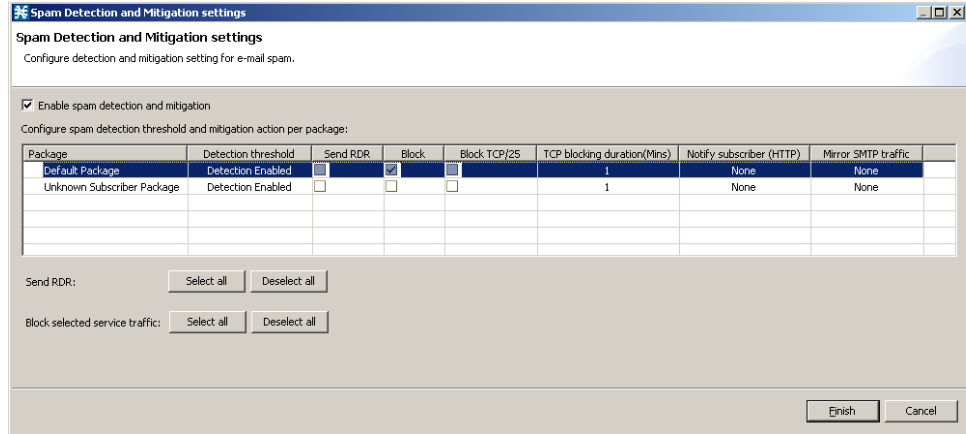 Spam Detection and Mitigation settings
Spam Detection and Mitigation settings
Configure detection and mitigation setting for e-mail spam.
Enable spam detection and mitigation
Configure spam detection threshold and mitigation action per package:
Package Detection threshold Send RDR Block Block TCP/25 TCP blocking duration(Mins) Notify subscriber (HTTP) Mirror SMTP traffic
Default Package Detection Enabled 1 None None
Unknown Subscriber Package Detection Enabled 1 None None
Send RDR: Select all Deselect all
Block selected service traffic: Select all Deselect all
Finish Cancel